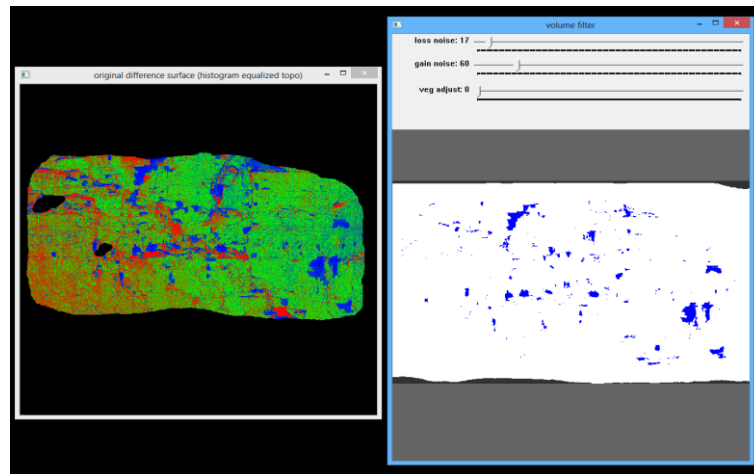 original difference surface (histogram equalized topo)
volume filter
loss noise: 17
gain noise: 60
veg adjust: 0